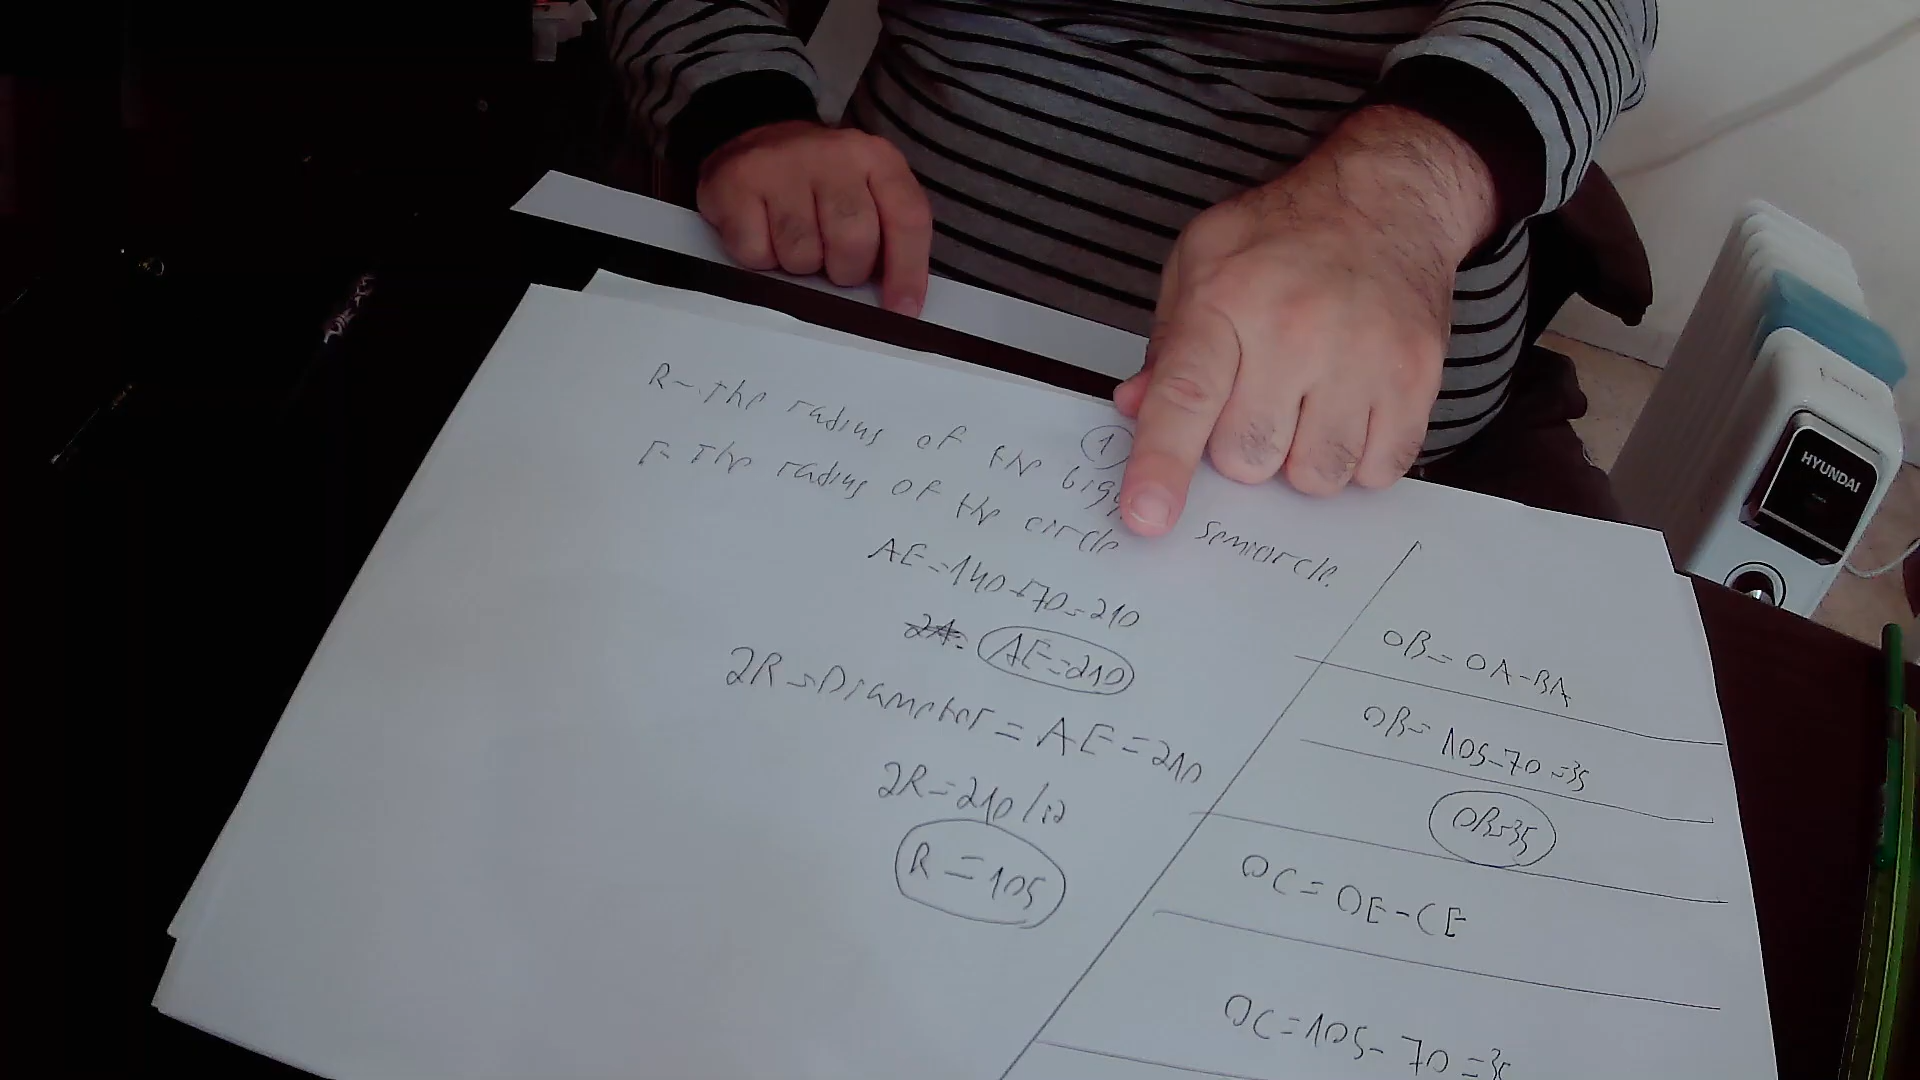 1
R-The radius of the bigg semiarcle.
r- The radius of the circle
AE=140+70=210
AE=210
2R=Diameter=AE=210
2R=210/:2
R=105
OB=OA-BA
OB=105-70=35
OB=35
OC=OE-CE
OC=105-70=35
HYUNDAI